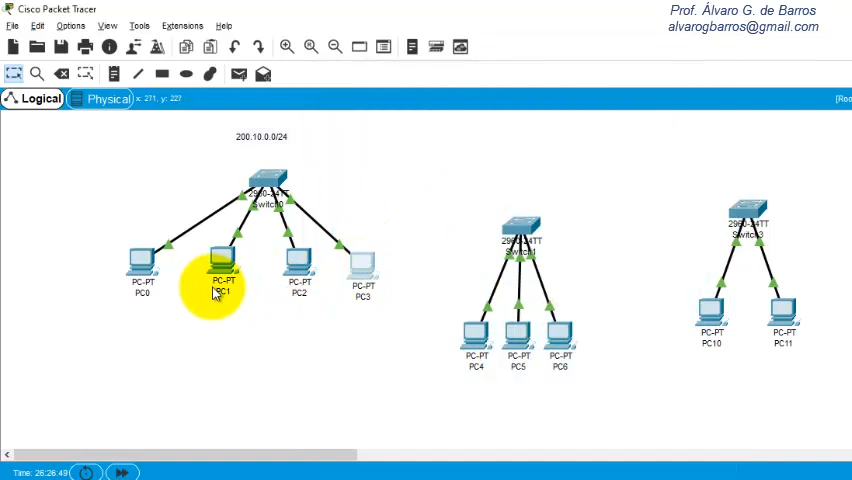 Cisco Packet Tracer
Prof. Álvaro G. de Barros
alvarogbarros@gmail.com
File Edit Options View Tools Extensions Help
Logical Physical x: 271, y: 227 [Roo
200.10.0.0/24
2960-24TT
Switch0
2960-24TT
Switch1
2960-24TT
Switch3
PC-PT
PC0
PC-PT
PC1
PC-PT
PC2
PC-PT
PC3
PC-PT
PC4
PC-PT
PC5
PC-PT
PC6
PC-PT
PC10
PC-PT
PC11
Time: 26:26:49